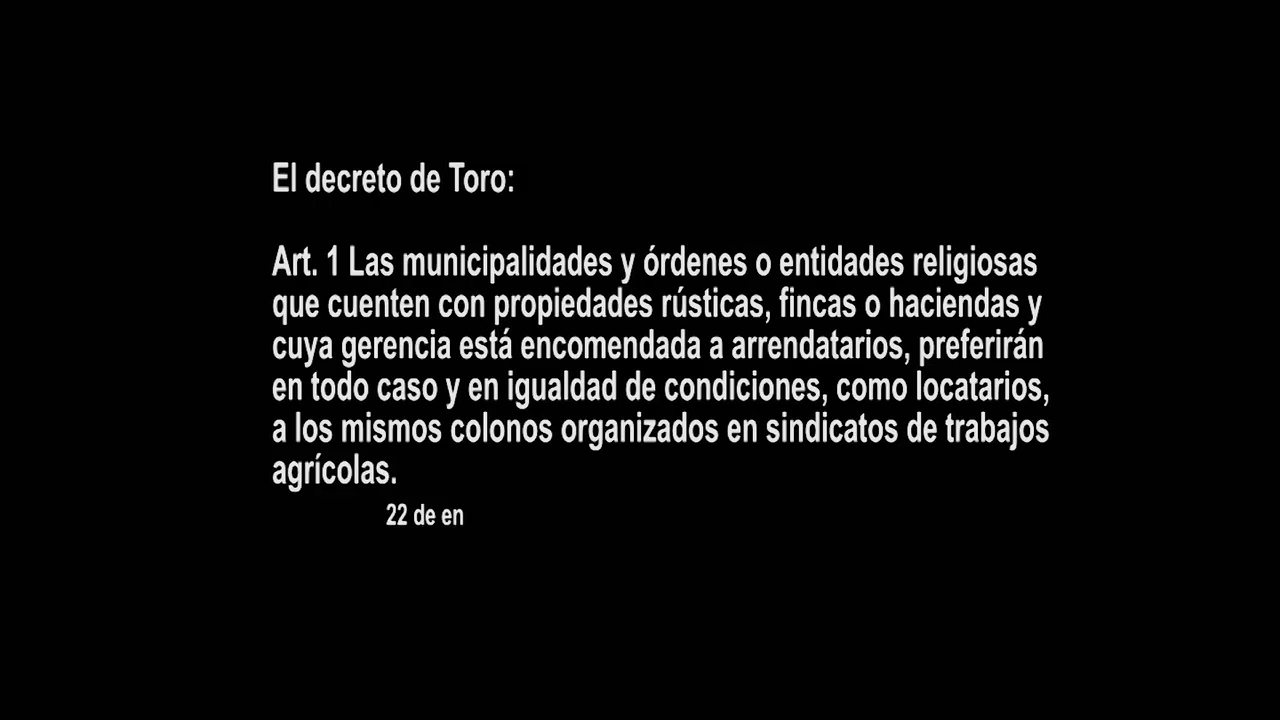 El decreto de Toro:
Art. 1 Las municipalidades y órdenes o entidades religiosas
que cuenten con propiedades rústicas, fincas o haciendas y
cuya gerencia está encomendada a arrendatarios, preferirán
en todo caso y en igualdad de condiciones, como locatarios,
a los mismos colonos organizados en sindicatos de trabajos
agrícolas.
22 de en